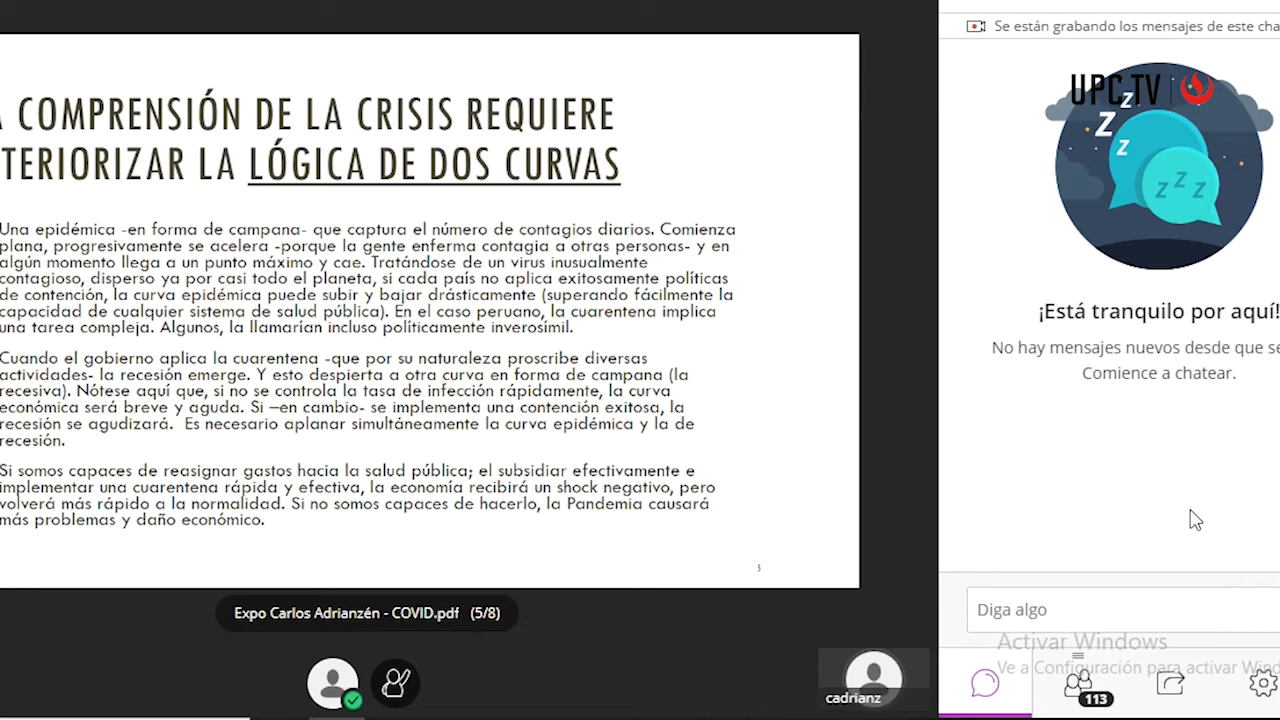 COMPRENSIÓN DE LA CRISIS REQUIERE
TERIORIZAR LA LÓGICA DE DOS CURVAS
Una epidémica -en forma de campana- que captura el número de contagios diarios. Comienza
plana, progresivamente se acelera -porque la gente enferma contagia a otras personas- y en
algún momento llega a un punto máximo y cae. Tratándose de un virus inusualmente
contagioso, disperso ya por casi todo el planeta, si cada país no aplica exitosamente políticas
de contención, la curva epidémica puede subir y bajar drásticamente (superando fácilmente la
capacidad de cualquier sistema de salud pública). En el caso peruano, la cuarentena implica
una tarea compleja. Algunos, la llamarían incluso políticamente inverosímil.
Cuando el gobierno aplica la cuarentena -que por su naturaleza proscribe diversas
actividades- la recesión emerge. Y esto despierta a otra curva en forma de campana (la
recesiva). Nótese aquí que, si no se controla la tasa de infección rápidamente, la curva
económica será breve y aguda. Si –en cambio- se implementa una contención exitosa, la
recesión se agudizará. Es necesario aplanar simultáneamente la curva epidémica y la de
recesión.
Si somos capaces de reasignar gastos hacia la salud pública; el subsidiar efectivamente e
implementar una cuarentena rápida y efectiva, la economía recibirá un shock negativo, pero
volverá más rápido a la normalidad. Si no somos capaces de hacerlo, la Pandemia causará
más problemas y daño económico.
5
Expo Carlos Adrianzén - COVID.pdf (5/8)
cadrianz
Se están grabando los mensajes de este cha
UPC TV
Z
Z
Z
Z Z Z
¡Está tranquilo por aquí!
No hay mensajes nuevos desde que se
Comience a chatear.
Diga algo
Activar Windows
Ve a Configuración para activar Wind
113